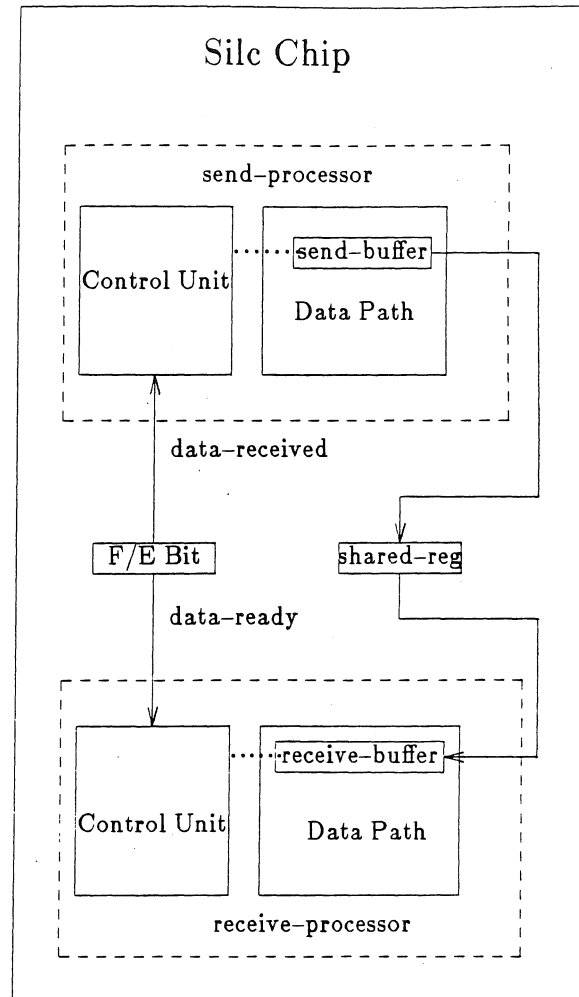 Silc Chip
send–processor
Control Unit
send–buffer
Data Path
data–received
F/E Bit
shared–reg
data–ready
receive–buffer
Control Unit
Data Path
receive–processor